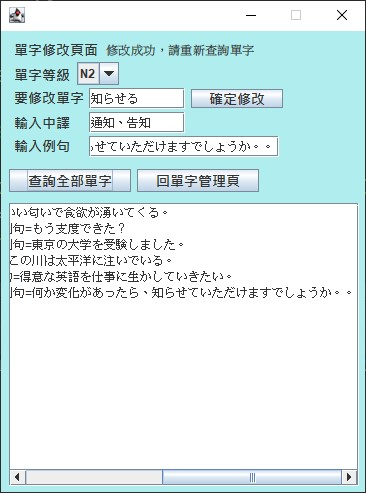 單字修改頁面 修改成功，請重新查詢單字
單字等級 N2
要修改單字 知らせる 確定修改
輸入中譯 通知、告知
輸入例句 せていただけますでしょうか。。
查詢全部單字 回單字管理頁
いい匂いで食欲が湧いてくる。
句=もう支度できた？
句=東京の大学を受験しました。
この川は太平洋に注いでいる。
=得意な英語を仕事に生かしていきたい。
句=何か変化があったら、知らせていただけますでしょうか。。